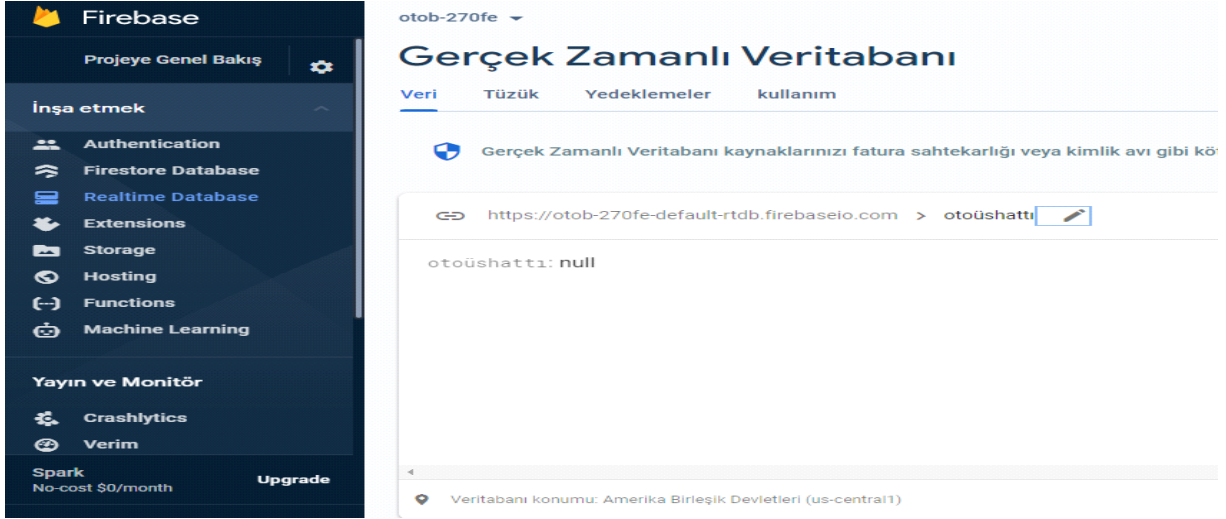 Firebase
Projeye Genel Bakış
İnşa etmek
Authentication
Firestore Database
Realtime Database
Extensions
Storage
Hosting
Functions
Machine Learning
Yayın ve Monitör
Crashlytics
Verim
Spark
No-cost $0/month
Upgrade
otob-270fe
Gerçek Zamanlı Veritabanı
Veri Tüzük Yedeklemeler kullanım
Gerçek Zamanlı Veritabanı kaynaklarınızı fatura sahtekarlığı veya kimlik avı gibi köt
https://otob-270fe-default-rtdb.firebaseio.com > otoüshattı
otoüshattı: null
Veritabanı konumu: Amerika Birleşik Devletleri (us-central1)